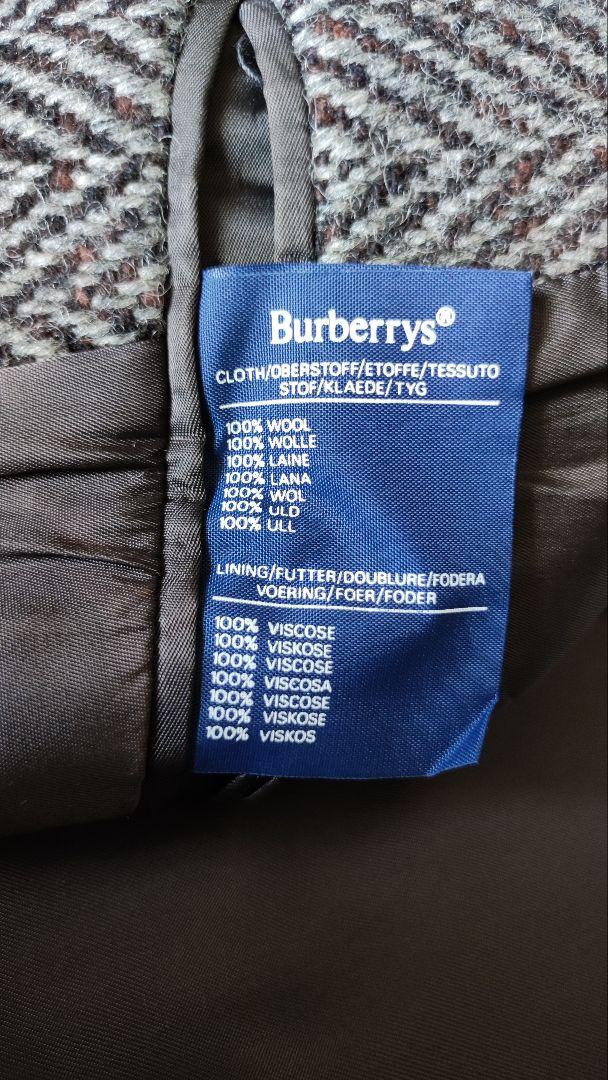 Burberrys®
CLOTH/OBERSTOFF/ETOFFE/TESSUTO
STOF/KLAEDE/TYG
100% WOOL
100% WOLLE
100% LAINE
100% LANA
100% WOL
100% ULD
100% ULL
LINING/FUTTER/DOUBLURE/FODERA
VOERING/FOER/FODER
100% VISCOSE
100% VISKOSE
100% VISCOSE
100% VISCOSA
100% VISCOSE
100% VISKOSE
100% VISKOS